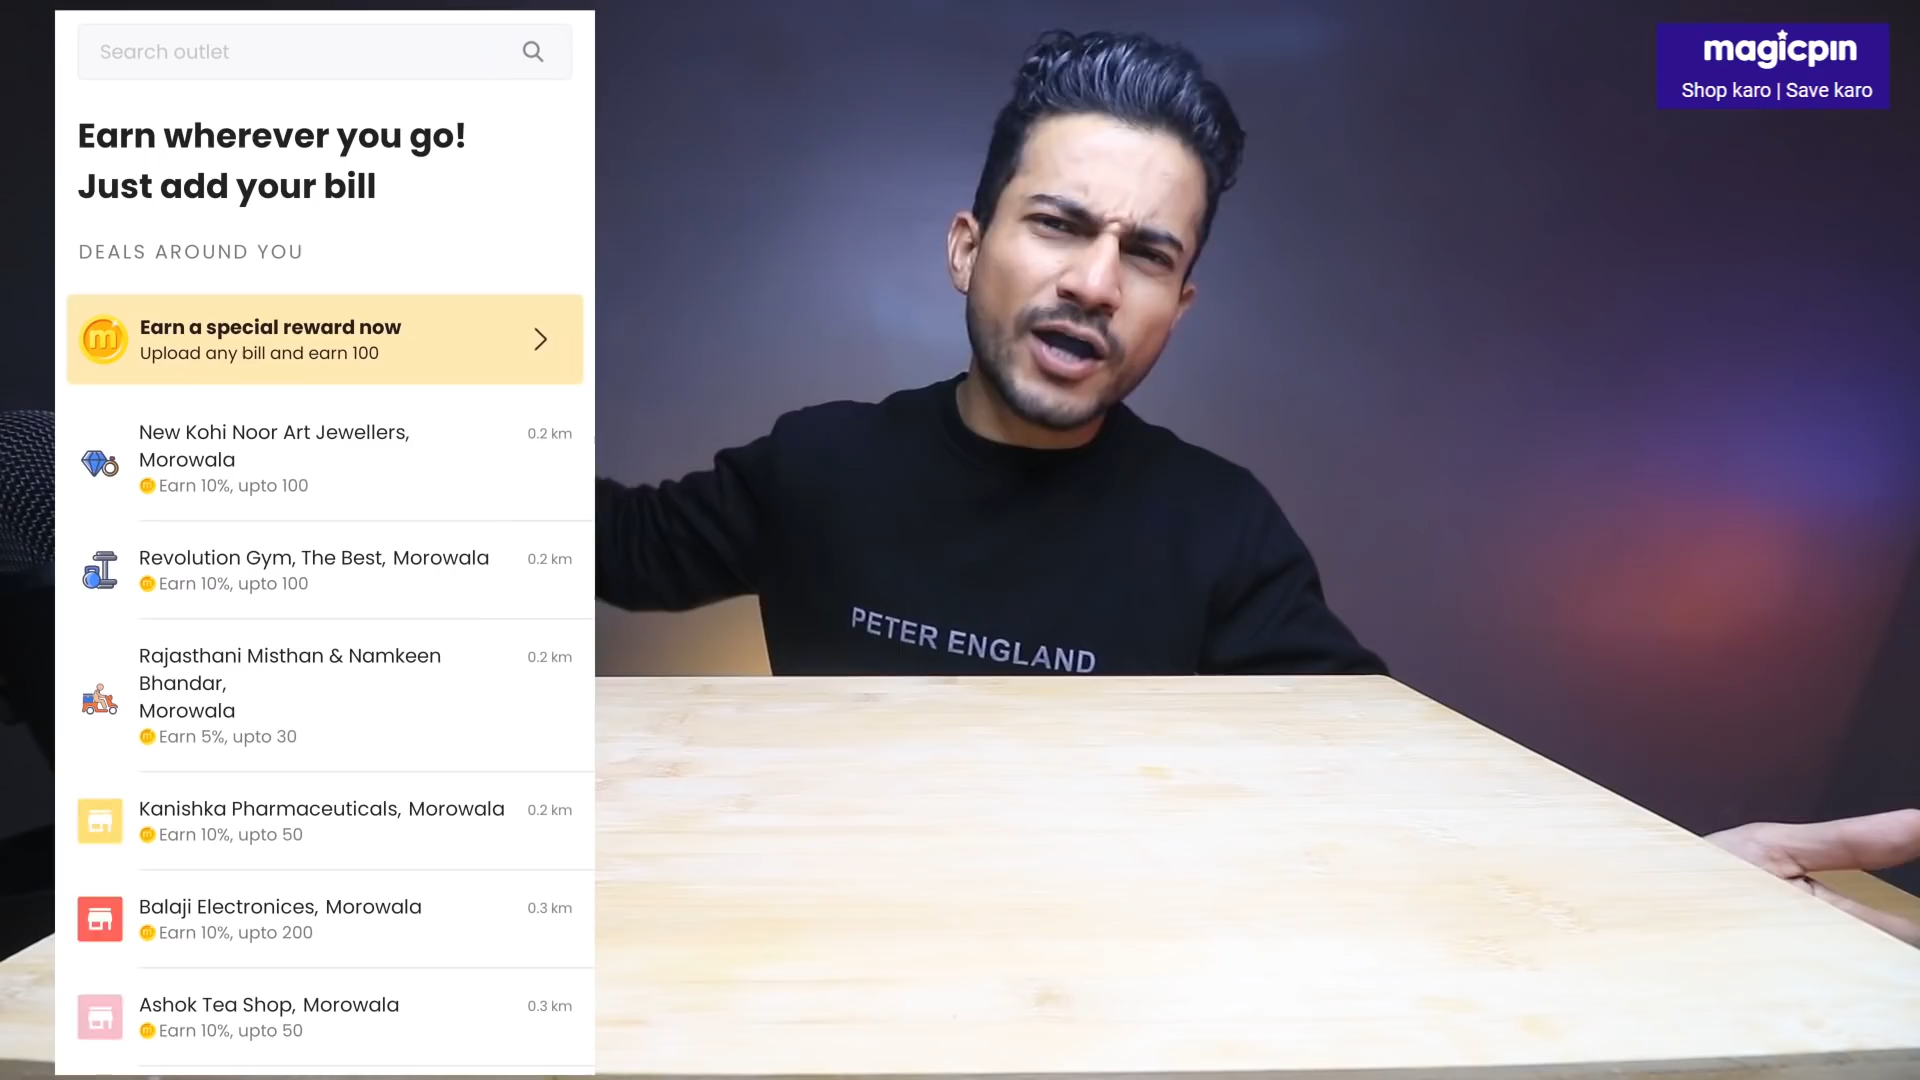 Search outlet
Earn wherever you go!
Just add your bill
DEALS AROUND YOU
Earn a special reward now
Upload any bill and earn 100
New Kohi Noor Art Jewellers,
Morowala
0.2 km
Earn 10%, upto 100
Revolution Gym, The Best, Morowala
0.2 km
Earn 10%, upto 100
Rajasthani Misthan & Namkeen
Bhandar,
Morowala
0.2 km
Earn 5%, upto 30
Kanishka Pharmaceuticals, Morowala
0.2 km
Earn 10%, upto 50
Balaji Electronices, Morowala
0.3 km
Earn 10%, upto 200
Ashok Tea Shop, Morowala
0.3 km
Earn 10%, upto 50
magicpin
Shop karo | Save karo
PETER ENGLAND